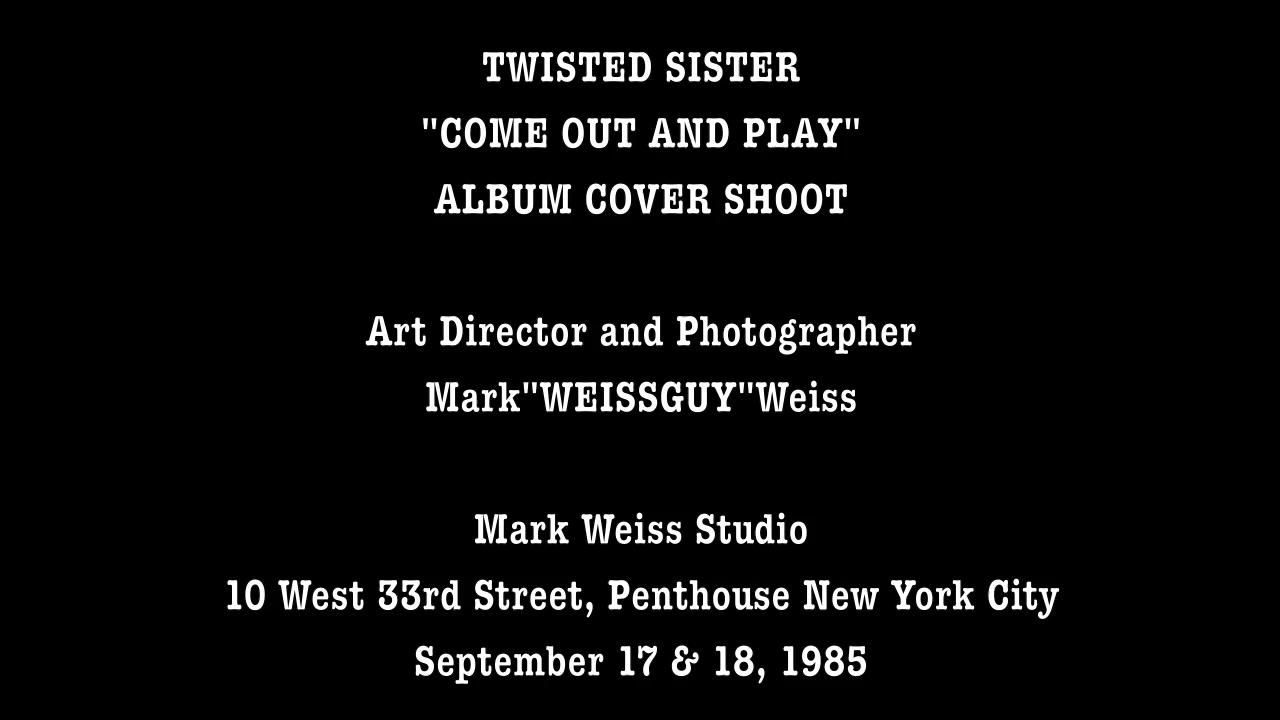 TWISTED SISTER
"COME OUT AND PLAY"
ALBUM COVER SHOOT
Art Director and Photographer
Mark"WEISSGUY"Weiss
Mark Weiss Studio
10 West 33rd Street, Penthouse New York City
September 17 & 18, 1985